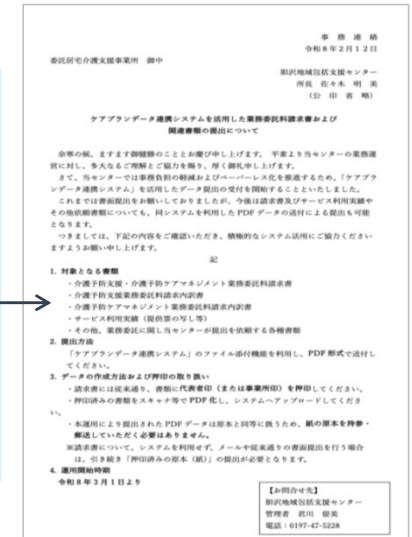 事　務　連　絡
令和８年２月１２日
委託居宅介護支援事業所　御中
胆沢地域包括支援センター
所長　佐々木　明　美
（公　印　省　略）
ケアプランデータ連携システムを活用した業務委託料請求書および
関連書類の提出について
余寒の候、ますます御健勝のこととお慶び申し上げます。 平素より当センターの業務運
営に対し、多大なるご理解とご協力を賜り、厚く御礼申し上げます。
さて、当センターでは事務負担の軽減およびペーパーレス化を推進するため、「ケアプラ
ンデータ連携システム」を活用したデータ提出の受付を開始することといたしました。
これまでは書面提出をお願いしておりましたが、今後は請求書及びサービス利用実績や
その他依頼書類についても、同システムを利用した PDF データの送付による提出も可能
となります。
つきましては、下記の内容をご確認いただき、積極的なシステム活用にご協力ください
ますようお願い申し上げます。
記
1. 対象となる書類
・介護予防支援・介護予防ケアマネジメント業務委託料請求書
・介護予防支援業務委託料請求内訳書
・介護予防ケアマネジメント業務委託料請求内訳書
・サービス利用実績（提供票の写し等）
・その他、業務委託に関し当センターが提出を依頼する各種書類
2. 提出方法
「ケアプランデータ連携システム」のファイル添付機能を利用し、PDF 形式で送付し
てください。
3. データの作成方法および押印の取り扱い
・請求書には従来通り、書類に代表者印（または事業所印）を押印してください。
・押印済みの書類をスキャナ等で PDF 化し、システムへアップロードしてくださ
い。
・本運用により提出された PDF データは原本と同等に扱うため、紙の原本を持参・
郵送していただく必要はありません。
※請求書について、システムを利用せず、メールや従来通りの書面提出を行う場合
は、引き続き「押印済みの原本（紙）」の提出が必要となります。
4. 運用開始時期
令和８年３月１日より
【お問合せ先】
胆沢地域包括支援センター
管理者　君川　留美
電話：0197-47-5228